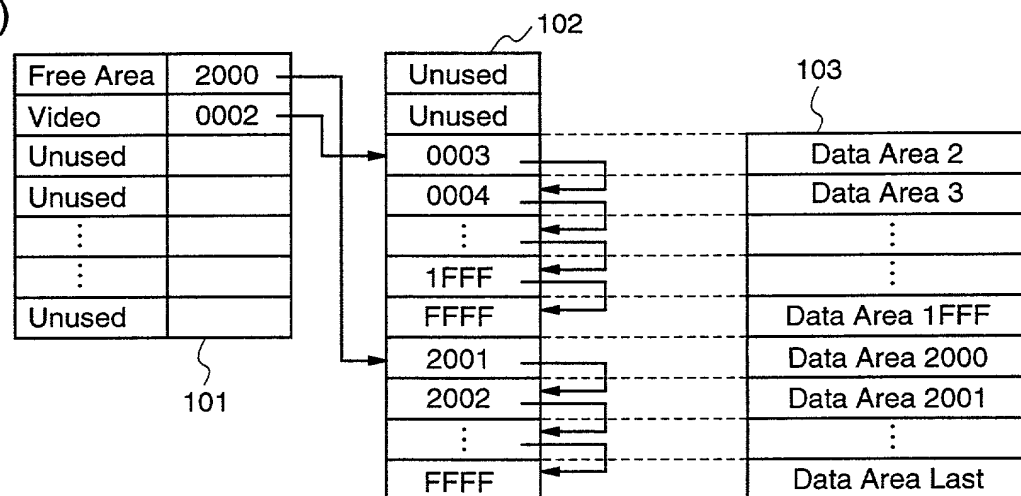 )
102
103
Free Area 2000
Video 0002
Unused
Unused
⋮
⋮
Unused
101
Unused
Unused
0003
0004
⋮
1FFF
FFFF
2001
2002
⋮
FFFF
Data Area 2
Data Area 3
⋮
⋮
Data Area 1FFF
Data Area 2000
Data Area 2001
⋮
Data Area Last